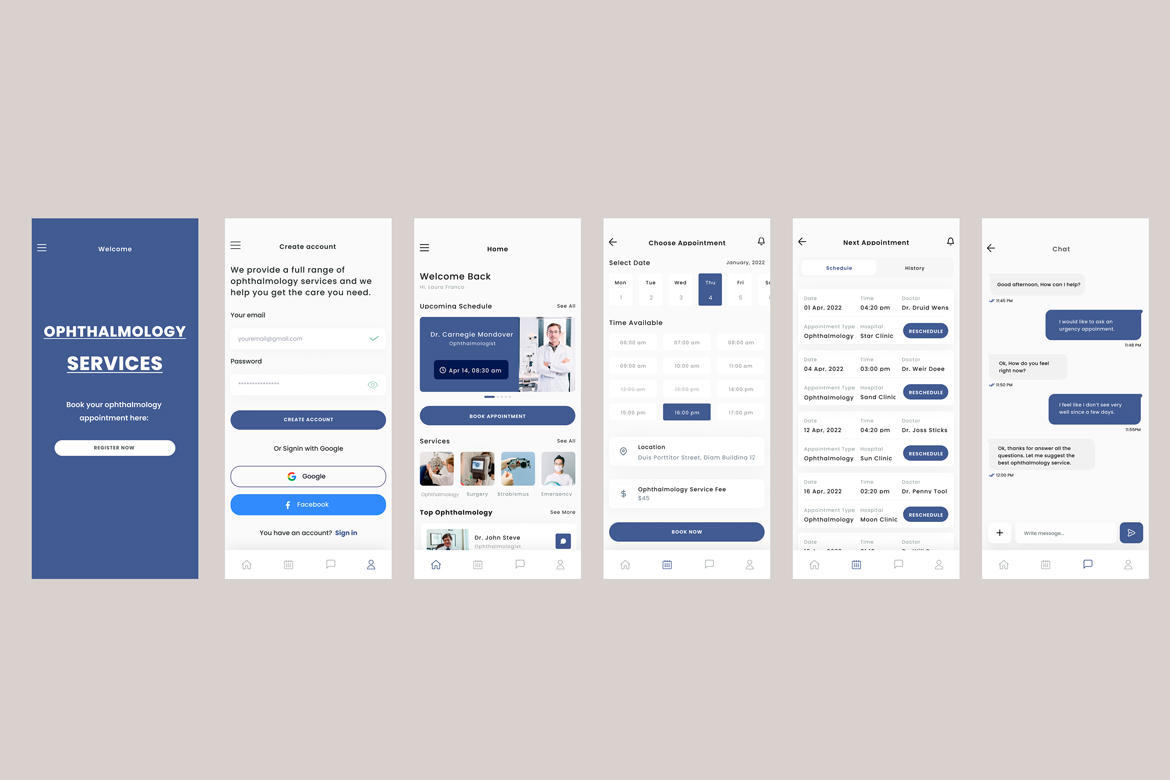 Welcome
OPHTHALMOLOGY
SERVICES
Book your ophthalmology
appointment here:
REGISTER NOW
Create account
We provide a full range of
ophthalmology services and we
help you get the care you need.
Your email
youremail@gmail.com
Password
CREATE ACCOUNT
Or Signin with Google
Google
Facebook
You have an account? Sign in
Home
Welcome Back
Hi, Laura Franco
Upcoming Schedule See All
Dr. Carnegie Mondover
Ophthalmologist
Apr 14, 08:30 am
BOOK APPOINTMENT
Services See All
Ophthalmology Surgery Strabismus Emergency
Top Ophthalmology See More
Dr. John Steve
Ophthalmologist
Choose Appointment
Select Date January, 2022
Mon Tue Wed Thu Fri
1 2 3 4 5
Time Available
06:00 am 07:00 am 08:00 am
09:00 am 10:00 am 11:00 am
12:00 am 13:00 pm 14:00 pm
15:00 pm 16:00 pm 17:00 pm
Location
Duis Porttitor Street, Diam Building 12
Ophthalmology Service Fee
$45
BOOK NOW
Next Appointment
Schedule History
Date Time Doctor
01 Apr, 2022 04:20 pm Dr. Druid Wens
Appointment Type Hospital
Ophthalmology Star Clinic RESCHEDULE
Date Time Doctor
04 Apr, 2022 03:00 pm Dr. Weir Doee
Appointment Type Hospital
Ophthalmology Sand Clinic RESCHEDULE
Date Time Doctor
12 Apr, 2022 04:20 pm Dr. Joss Sticks
Appointment Type Hospital
Ophthalmology Sun Clinic RESCHEDULE
Date Time Doctor
16 Apr, 2022 02:20 pm Dr. Penny Tool
Appointment Type Hospital
Ophthalmology Moon Clinic RESCHEDULE
Date Time Doctor
Chat
Good afternoon, How can I help?
11:45 PM
I would like to ask an
urgency appointment.
11:48 PM
Ok, How do you feel
right now?
11:50 PM
I feel like I don't see very
well since a few days.
11:55PM
Ok, thanks for answer all the
questions. Let me suggest the
best ophthalmology service.
12:00 PM
Write message...